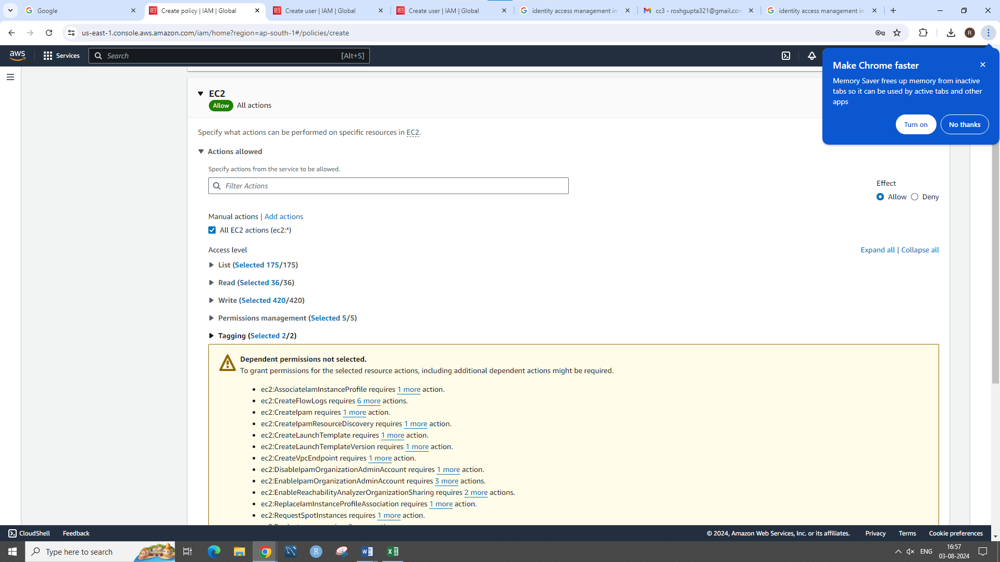 Google
Create policy | IAM | Global
Create user | IAM | Global
Create user | IAM | Global
identity access management in
cc3 - roshgupta321@gmail.com
identity access management in
us-east-1.console.aws.amazon.com/iam/home?region=ap-south-1#/policies/create
R
aws
Services
Search
[Alt+S]
Make Chrome faster
Memory Saver frees up memory from inactive
tabs so it can be used by active tabs and other
apps
Turn on
No thanks
EC2
Allow All actions
Specify what actions can be performed on specific resources in EC2.
Actions allowed
Specify actions from the service to be allowed.
Filter Actions
Effect
Allow Deny
Manual actions | Add actions
All EC2 actions (ec2:*)
Access level
Expand all | Collapse all
List (Selected 175/175)
Read (Selected 36/36)
Write (Selected 420/420)
Permissions management (Selected 5/5)
Tagging (Selected 2/2)
Dependent permissions not selected.
To grant permissions for the selected resource actions, including additional dependent actions might be required.
• ec2:AssociateIamInstanceProfile requires 1 more action.
• ec2:CreateFlowLogs requires 6 more actions.
• ec2:CreateIpam requires 1 more action.
• ec2:CreateIpamResourceDiscovery requires 1 more action.
• ec2:CreateLaunchTemplate requires 1 more action.
• ec2:CreateLaunchTemplateVersion requires 1 more action.
• ec2:CreateVpcEndpoint requires 1 more action.
• ec2:DisableIpamOrganizationAdminAccount requires 1 more action.
• ec2:EnableIpamOrganizationAdminAccount requires 3 more actions.
• ec2:EnableReachabilityAnalyzerOrganizationSharing requires 2 more actions.
• ec2:ReplaceIamInstanceProfileAssociation requires 1 more action.
• ec2:RequestSpotInstances requires 1 more action.
CloudShell
Feedback
© 2024, Amazon Web Services, Inc. or its affiliates.
Privacy
Terms
Cookie preferences
Type here to search
ENG
16:57
03-08-2024